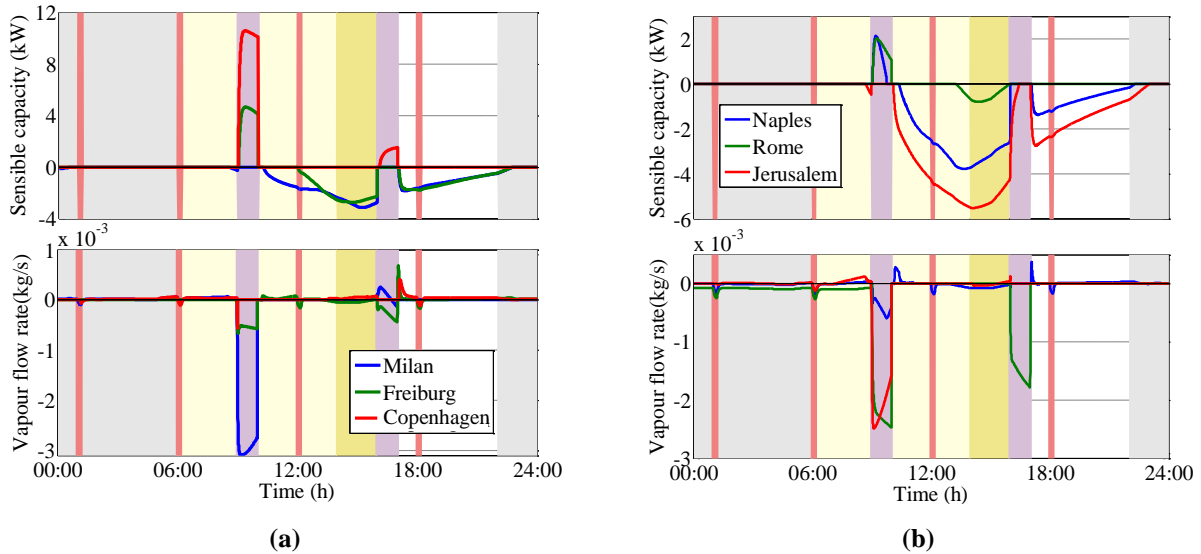 Sensible capacity (kW)
12
8
4
0
-4
x 10⁻³
Vapour flow rate(kg/s)
1
0
-1
-2
-3
Milan
Freiburg
Copenhagen
00:00 06:00 12:00 18:00 24:00
Time (h)
(a)
Sensible capacity (kW)
2
0
-2
-4
-6
Naples
Rome
Jerusalem
x 10⁻³
Vapour flow rate(kg/s)
0
-1
-2
-3
00:00 06:00 12:00 18:00 24:00
Time (h)
(b)